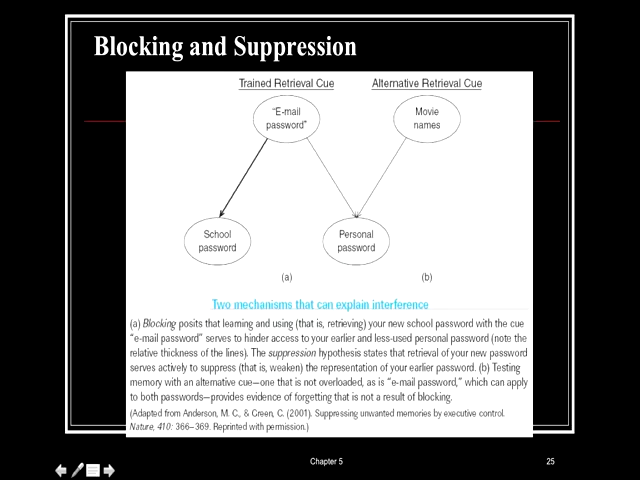 Blocking and Suppression
Trained Retrieval Cue
Alternative Retrieval Cue
"E-mail
password"
Movie
names
School
password
Personal
password
(a)
(b)
Two mechanisms that can explain interference
(a) Blocking posits that learning and using (that is, retrieving) your new school password with the cue
"e-mail password" serves to hinder access to your earlier and less-used personal password (note the
relative thickness of the lines). The suppression hypothesis states that retrieval of your new password
serves actively to suppress (that is, weaken) the representation of your earlier password. (b) Testing
memory with an alternative cue—one that is not overloaded, as is "e-mail password," which can apply
to both passwords—provides evidence of forgetting that is not a result of blocking.
(Adapted from Anderson, M. C., & Green, C. (2001). Suppressing unwanted memories by executive control.
Nature, 410: 366–369. Reprinted with permission.)
Chapter 5
25